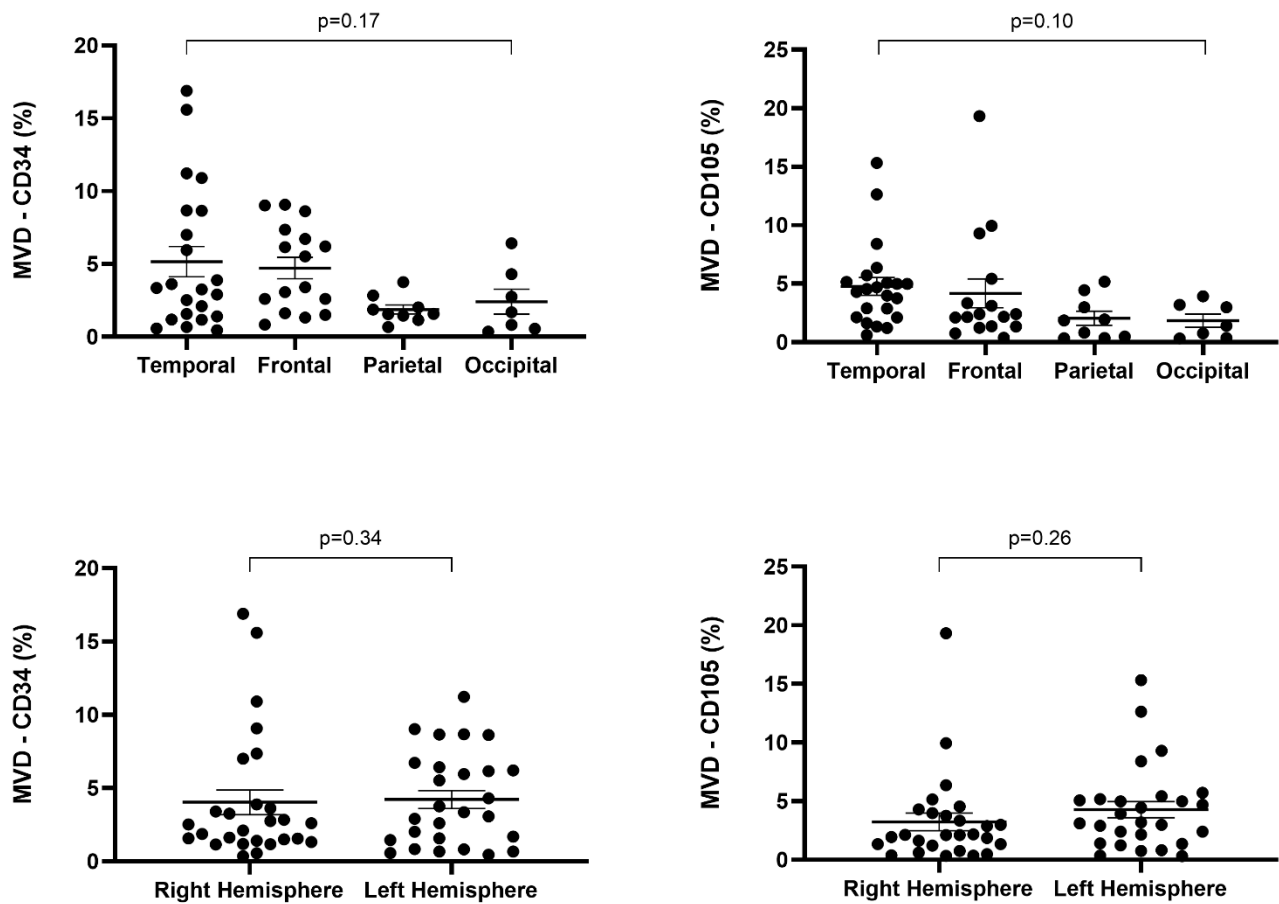 p=0.17
MVD - CD34 (%)
20
15
10
5
0
Temporal Frontal Parietal Occipital
p=0.10
MVD - CD105 (%)
25
20
15
10
5
0
Temporal Frontal Parietal Occipital
p=0.34
MVD - CD34 (%)
20
15
10
5
0
Right Hemisphere Left Hemisphere
p=0.26
MVD - CD105 (%)
25
20
15
10
5
0
Right Hemisphere Left Hemisphere